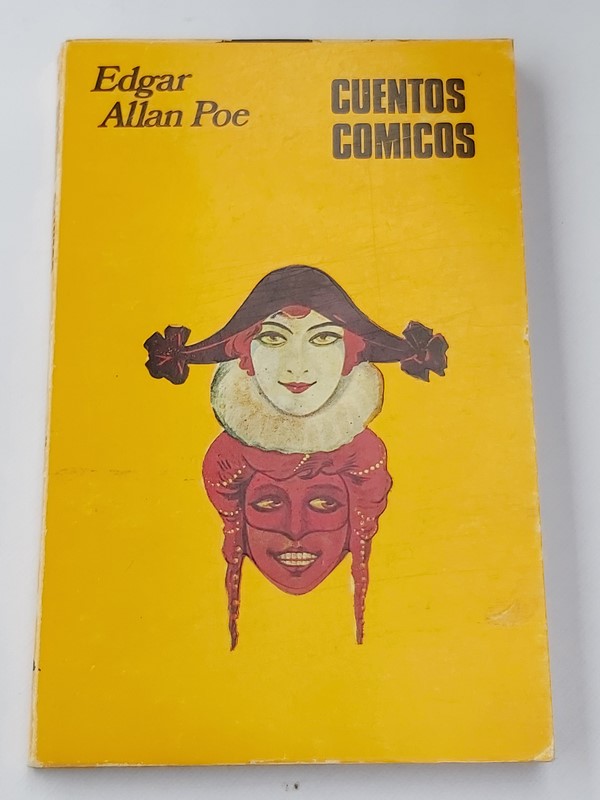 Edgar
Allan Poe
CUENTOS
COMICOS